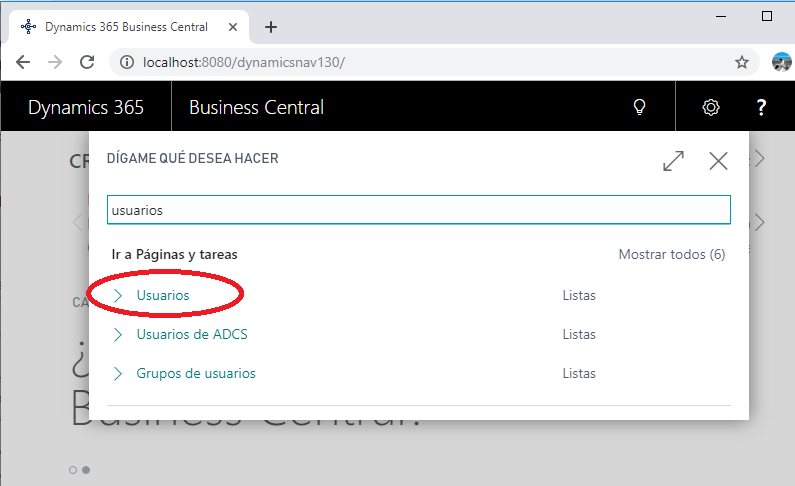 Dynamics 365 Business Central
localhost:8080/dynamicsnav130/
Dynamics 365 Business Central ?
CR
DÍGAME QUÉ DESEA HACER
usuarios
Ir a Páginas y tareas Mostrar todos (6)
Usuarios Listas
CA
Usuarios de ADCS Listas
¿
Grupos de usuarios Listas
Business Central?